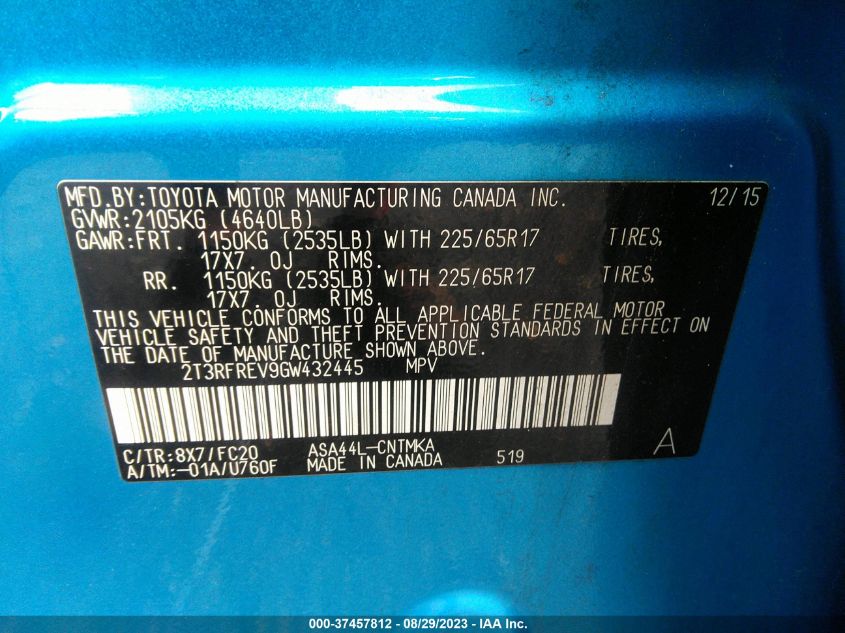 MFD.BY:TOYOTA MOTOR MANUFACTURING CANADA INC. 12/15
GVWR:2105KG (4640LB)
GAWR:FRT. 1150KG (2535LB) WITH 225/65R17 TIRES,
17X7.0J RIMS.
RR. 1150KG (2535LB) WITH 225/65R17 TIRES,
17X7.0J RIMS.
THIS VEHICLE CONFORMS TO ALL APPLICABLE FEDERAL MOTOR
VEHICLE SAFETY AND THEFT PREVENTION STANDARDS IN EFFECT ON
THE DATE OF MANUFACTURE SHOWN ABOVE.
2T3RFREV9GW432445 MPV
C/TR:8X7/FC20 ASA44L-CNTMKA A
A/TM:-01A/U760F MADE IN CANADA 519
000-37457812 - 08/29/2023 - IAA Inc.